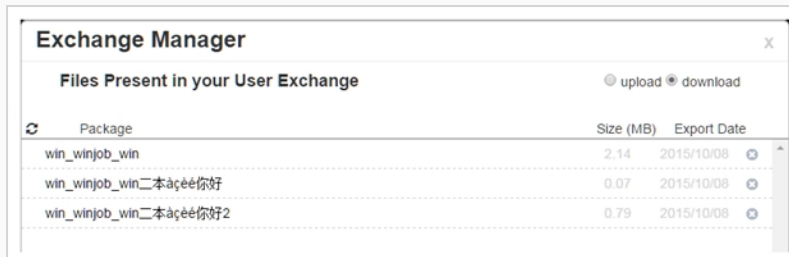 Exchange Manager x
Files Present in your User Exchange upload download
Package Size (MB) Export Date
win_winjob_win 2.14 2015/10/08
win_winjob_win二本àçèé你好 0.07 2015/10/08
win_winjob_win二本àçèé你好2 0.79 2015/10/08